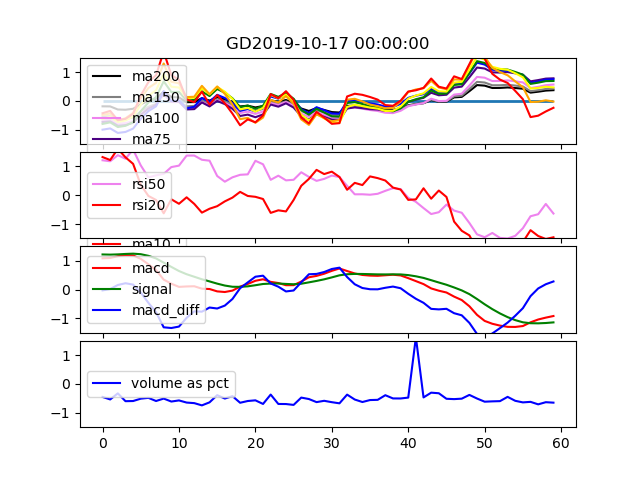 GD2019-10-17 00:00:00
1
0
−1
ma200
ma150
ma100
ma75
1
0
−1
rsi50
rsi20
ma10
1
0
−1
macd
signal
macd_diff
1
0
−1
volume as pct
0 10 20 30 40 50 60